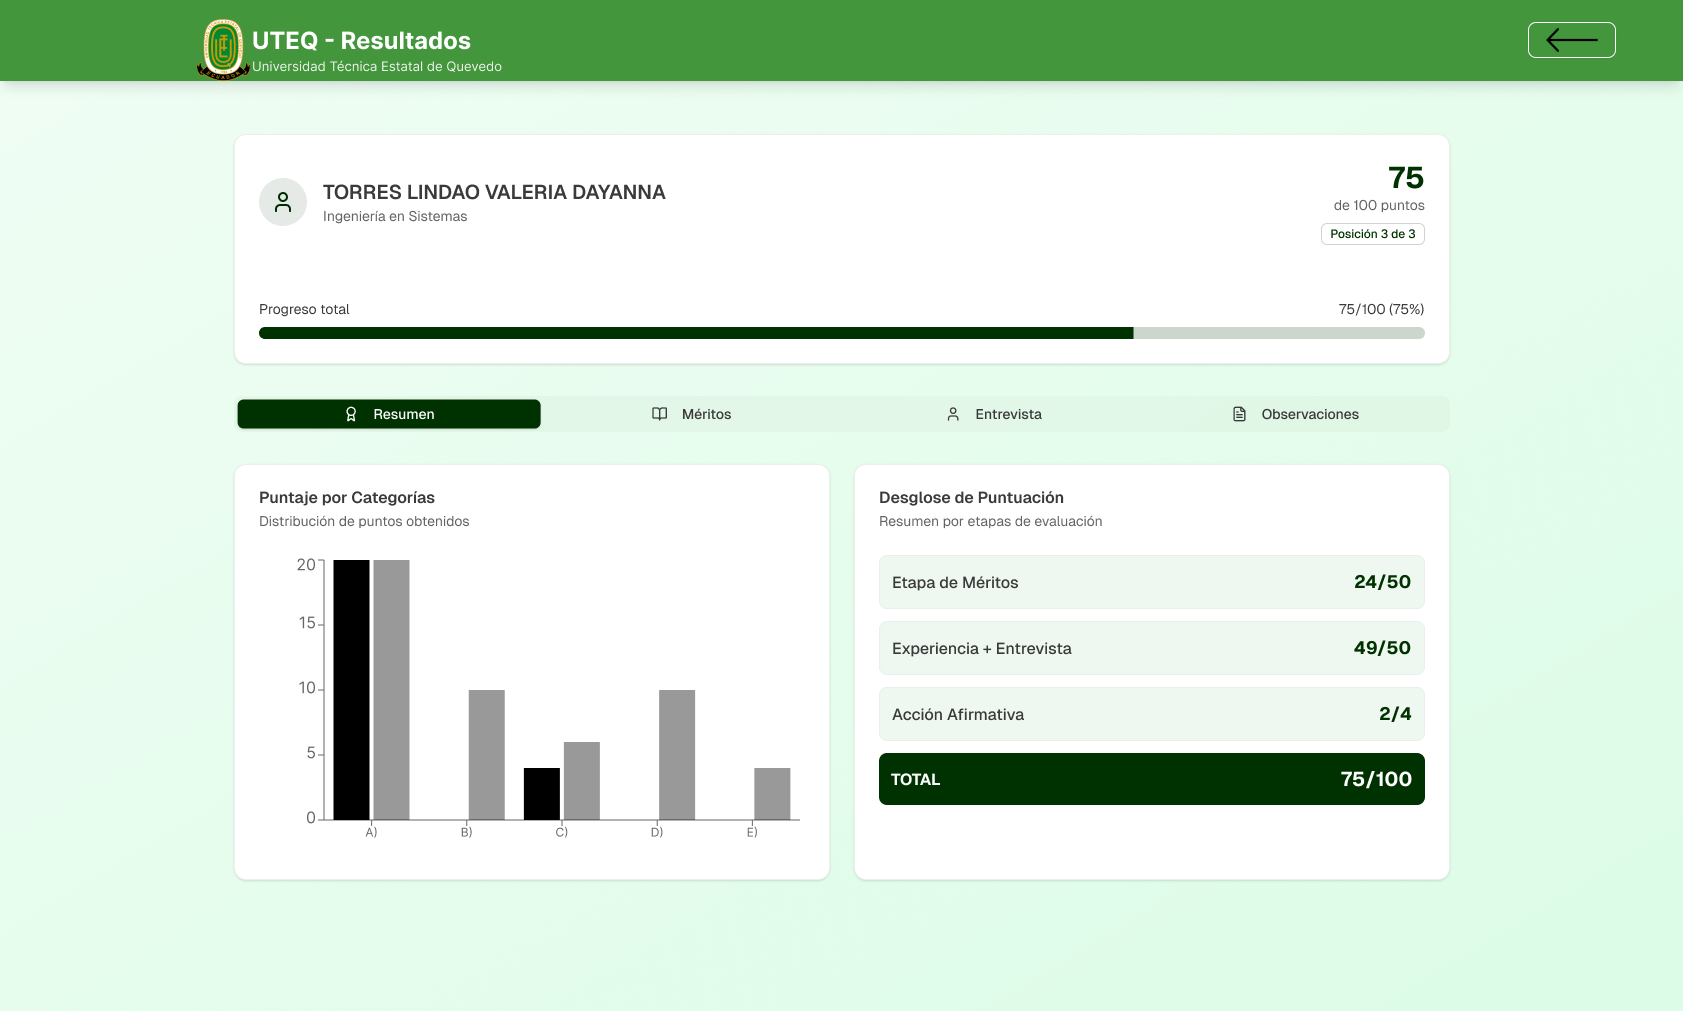 UTEQ - Resultados
Universidad Técnica Estatal de Quevedo
TORRES LINDAO VALERIA DAYANNA
Ingeniería en Sistemas
75
de 100 puntos
Posición 3 de 3
Progreso total
75/100 (75%)
Resumen
Méritos
Entrevista
Observaciones
Puntaje por Categorías
Distribución de puntos obtenidos
20
15
10
5
0
A)
B)
C)
D)
E)
Desglose de Puntuación
Resumen por etapas de evaluación
Etapa de Méritos 24/50
Experiencia + Entrevista 49/50
Acción Afirmativa 2/4
TOTAL 75/100